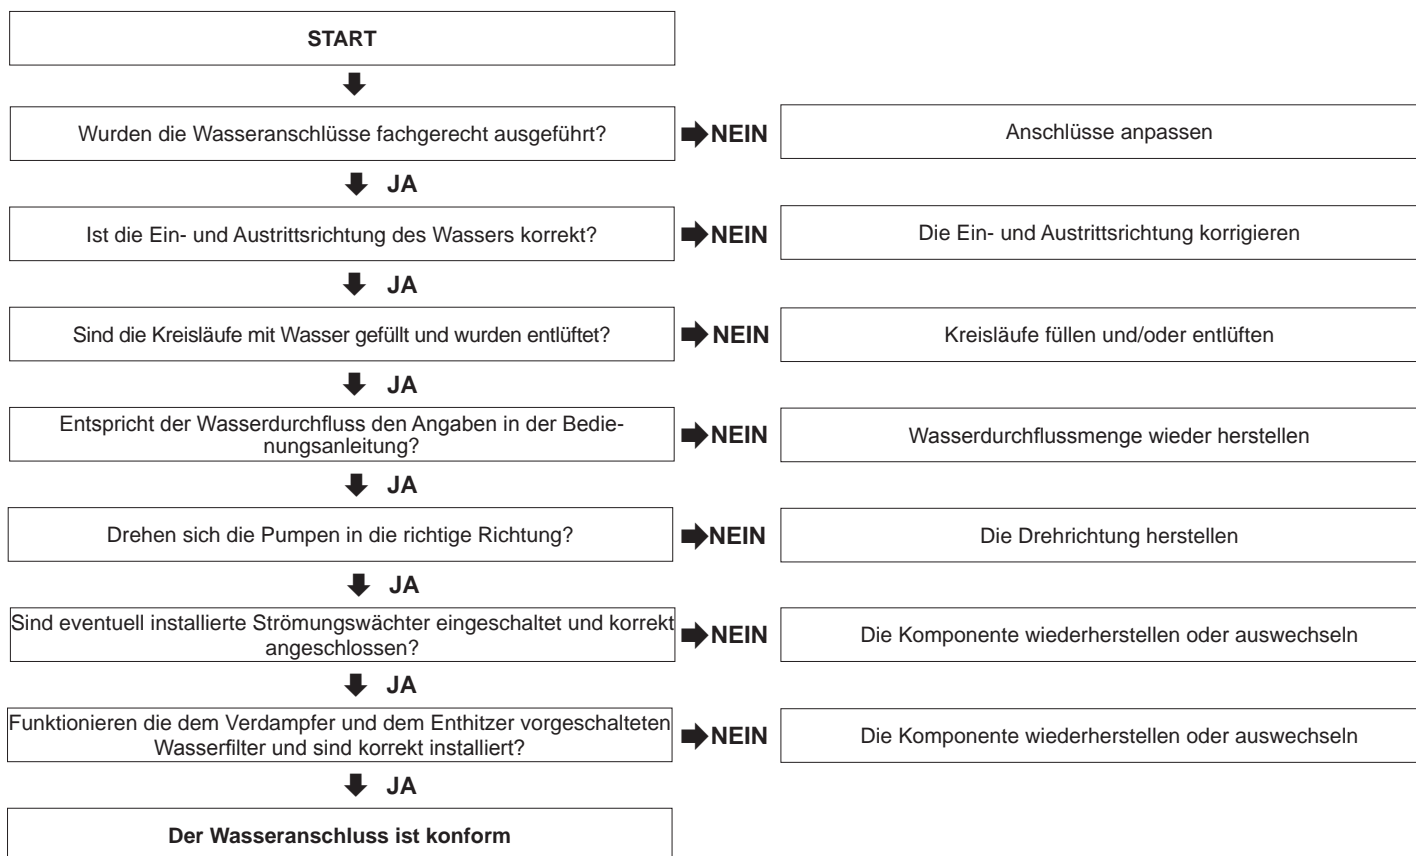 START
Wurden die Wasseranschlüsse fachgerecht ausgeführt?
NEIN
Anschlüsse anpassen
JA
Ist die Ein- und Austrittsrichtung des Wassers korrekt?
NEIN
Die Ein- und Austrittsrichtung korrigieren
JA
Sind die Kreisläufe mit Wasser gefüllt und wurden entlüftet?
NEIN
Kreisläufe füllen und/oder entlüften
JA
Entspricht der Wasserdurchfluss den Angaben in der Bedie-
nungsanleitung?
NEIN
Wasserdurchflussmenge wieder herstellen
JA
Drehen sich die Pumpen in die richtige Richtung?
NEIN
Die Drehrichtung herstellen
JA
Sind eventuell installierte Strömungswächter eingeschaltet und korrekt
angeschlossen?
NEIN
Die Komponente wiederherstellen oder auswechseln
JA
Funktionieren die dem Verdampfer und dem Enthitzer vorgeschalteten
Wasserfilter und sind korrekt installiert?
NEIN
Die Komponente wiederherstellen oder auswechseln
JA
Der Wasseranschluss ist konform